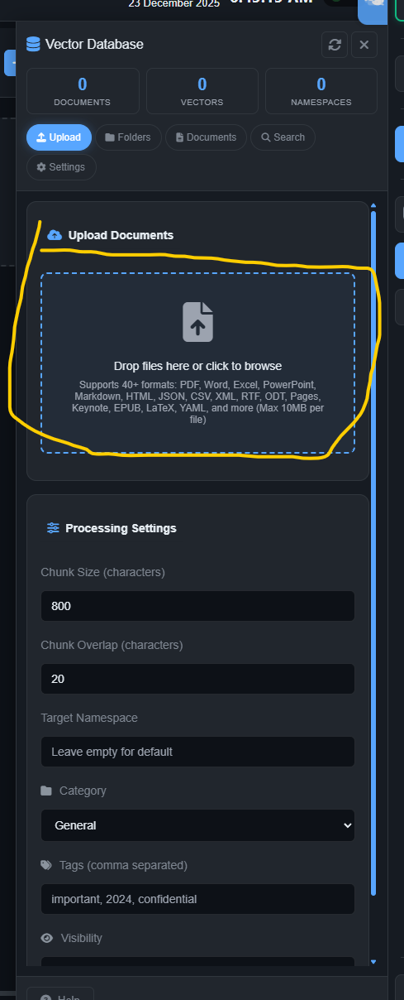 23 December 2025
Vector Database
0
DOCUMENTS
0
VECTORS
0
NAMESPACES
Upload
Folders
Documents
Search
Settings
Upload Documents
Drop files here or click to browse
Supports 40+ formats: PDF, Word, Excel, PowerPoint,
Markdown, HTML, JSON, CSV, XML, RTF, ODT, Pages,
Keynote, EPUB, LaTeX, YAML, and more (Max 10MB per
file)
Processing Settings
Chunk Size (characters)
800
Chunk Overlap (characters)
20
Target Namespace
Leave empty for default
Category
General
Tags (comma separated)
important, 2024, confidential
Visibility
Help